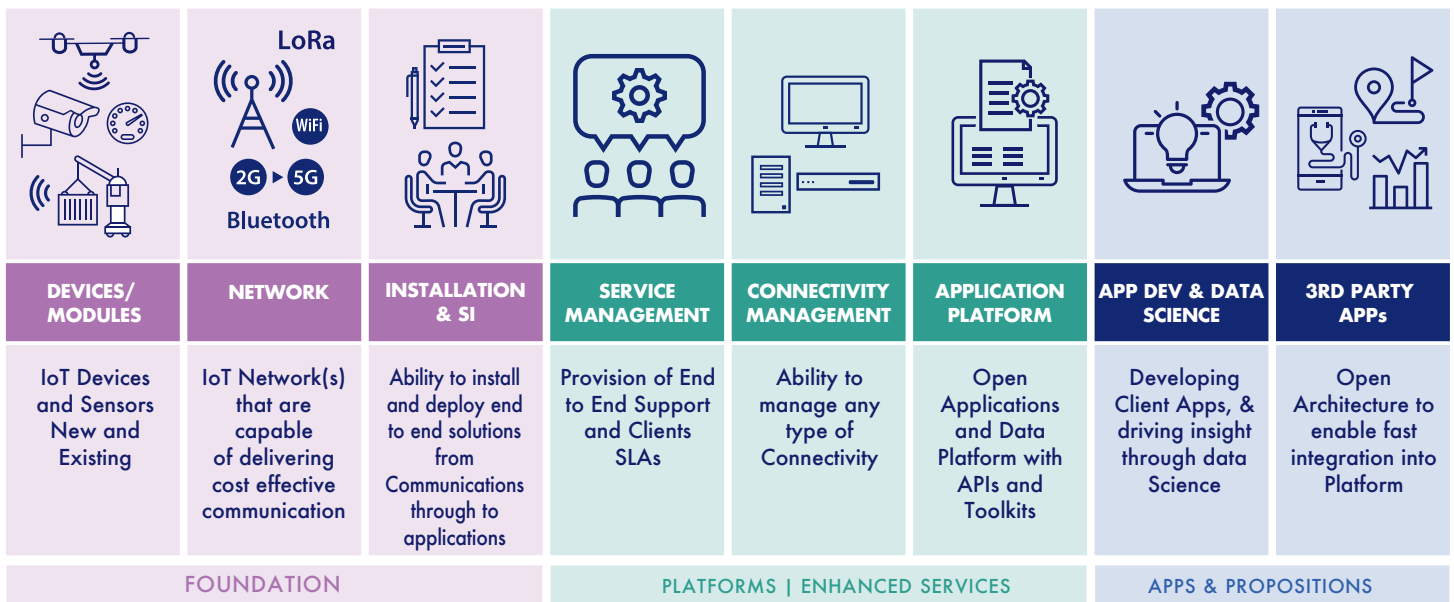 LoRa
WiFi
2G
5G
Bluetooth
DEVICES/
MODULES
NETWORK
INSTALLATION
& SI
SERVICE
MANAGEMENT
CONNECTIVITY
MANAGEMENT
APPLICATION
PLATFORM
APP DEV & DATA
SCIENCE
3RD PARTY
APPs
IoT Devices
and Sensors
New and
Existing
IoT Network(s)
that are
capable
of delivering
cost effective
communication
Ability to install
and deploy end
to end solutions
from
Communications
through to
applications
Provision of End
to End Support
and Clients
SLAs
Ability to
manage any
type of
Connectivity
Open
Applications
and Data
Platform with
APIs and
Toolkits
Developing
Client Apps, &
driving insight
through data
Science
Open
Architecture to
enable fast
integration into
Platform
FOUNDATION
PLATFORMS | ENHANCED SERVICES
APPS & PROPOSITIONS